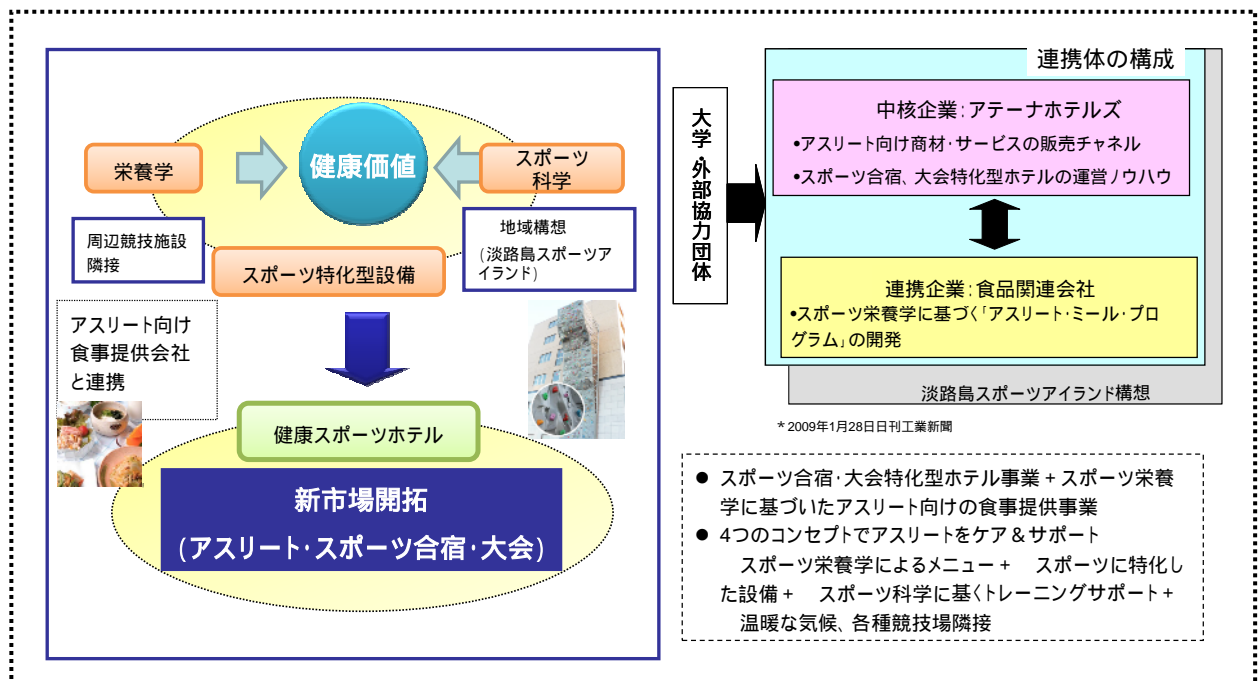 健康価値
栄養学
スポーツ
科学
周辺競技施設
隣接
地域構想
(淡路島スポーツア
イランド)
スポーツ特化型設備
アスリート向け
食事提供会社
と連携
健康スポーツホテル
新市場開拓
(アスリート・スポーツ合宿・大会)
大学・外部協力団体
連携体の構成
中核企業:アテーナホテルズ
•アスリート向け商材・サービスの販売チャネル
•スポーツ合宿、大会特化型ホテルの運営ノウハウ
連携企業:食品関連会社
•スポーツ栄養学に基づく「アスリート・ミール・プロ
グラム」の開発
淡路島スポーツアイランド構想
*2009年1月28日日刊工業新聞
● スポーツ合宿・大会特化型ホテル事業+スポーツ栄養
学に基づいたアスリート向けの食事提供事業
● 4つのコンセプトでアスリートをケア&サポート
スポーツ栄養学によるメニュー+ スポーツに特化し
た設備+ スポーツ科学に基くトレーニングサポート+
温暖な気候、各種競技場隣接